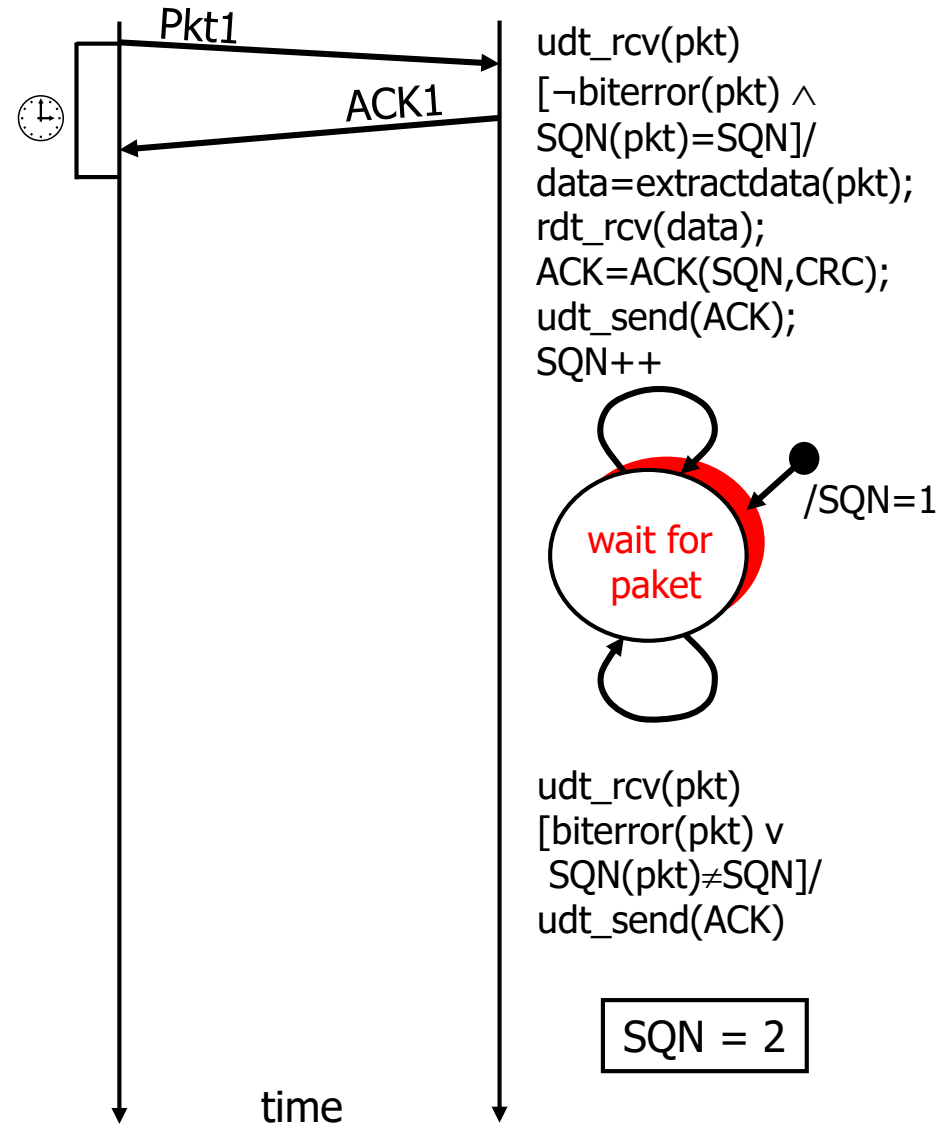 Pkt1
ACK1
udt_rcv(pkt)
[¬biterror(pkt) ∧
SQN(pkt)=SQN]/
data=extractdata(pkt);
rdt_rcv(data);
ACK=ACK(SQN,CRC);
udt_send(ACK);
SQN++
/SQN=1
wait for
paket
udt_rcv(pkt)
[biterror(pkt) v
SQN(pkt)≠SQN]/
udt_send(ACK)
SQN = 2
time